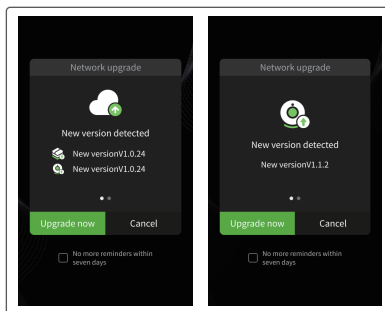 Network upgrade
New version detected
New versionV1.0.24
New versionV1.0.24
Upgrade now
Cancel
No more reminders within
seven days
Network upgrade
New version detected
New versionV1.1.2
Upgrade now
Cancel
No more reminders within
seven days